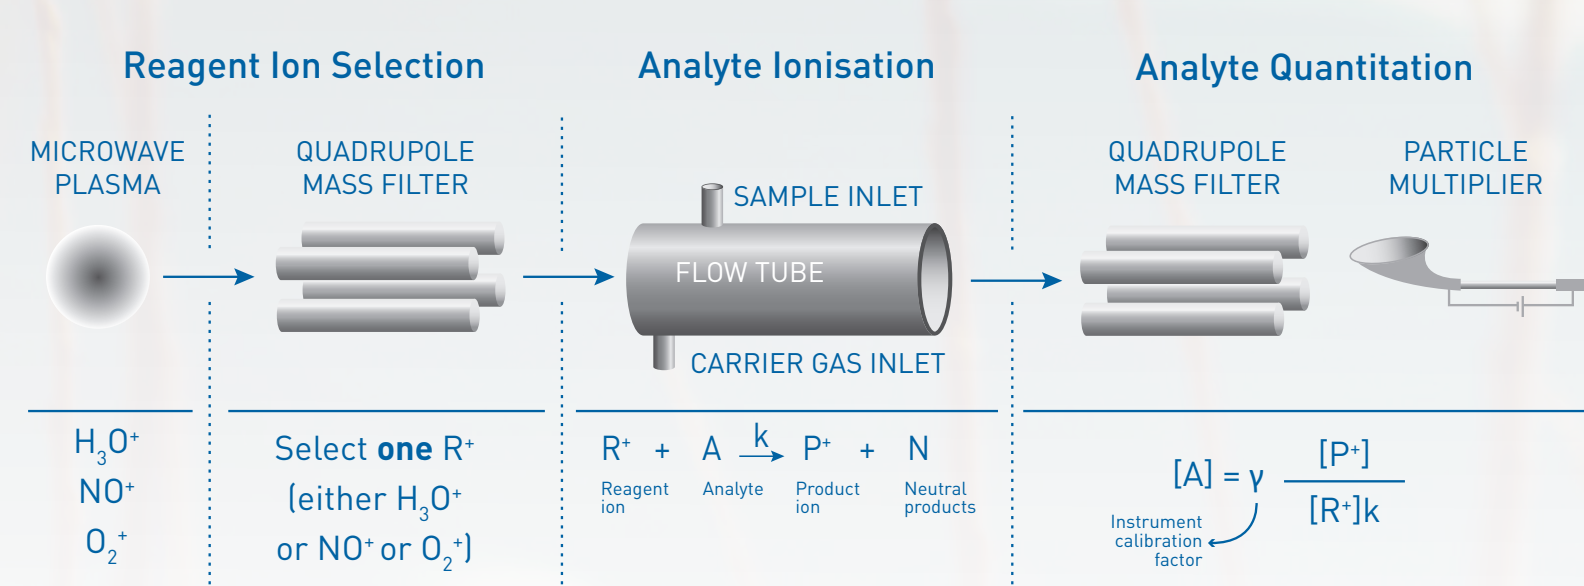 Reagent Ion Selection
Analyte Ionisation
Analyte Quantitation
MICROWAVE
PLASMA
QUADRUPOLE
MASS FILTER
SAMPLE INLET
FLOW TUBE
CARRIER GAS INLET
QUADRUPOLE
MASS FILTER
PARTICLE
MULTIPLIER
H₃O⁺
NO⁺
O₂⁺
Select one R⁺
(either H₃O⁺
or NO⁺ or O₂⁺)
k
R⁺ + A → P⁺ + N
Reagent
ion
Analyte
Product
ion
Neutral
products
[P⁺]
[A] = γ
[R⁺]k
Instrument
calibration
factor